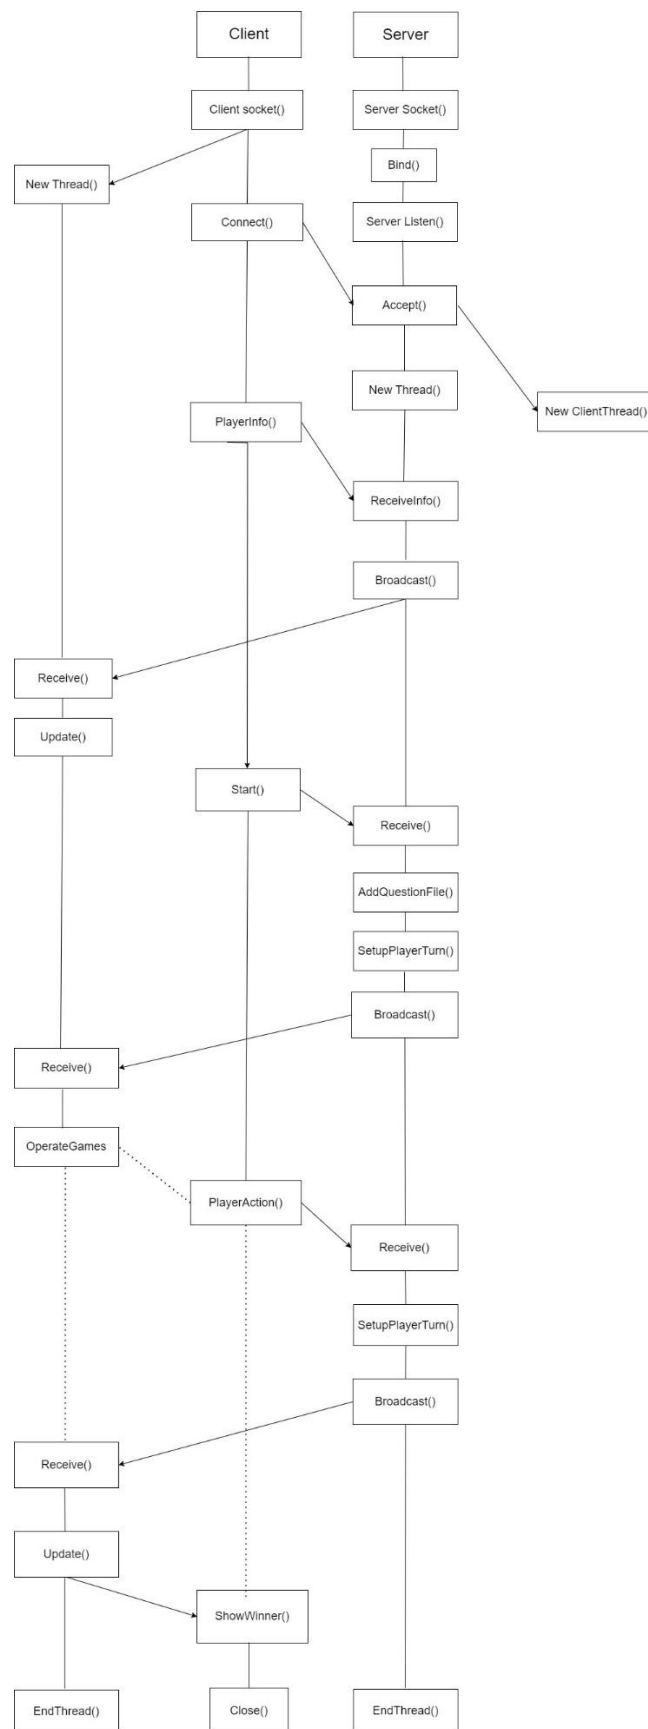 Client
Server
Client socket()
Server Socket()
Bind()
New Thread()
Connect()
Server Listen()
Accept()
New Thread()
New ClientThread()
PlayerInfo()
ReceiveInfo()
Broadcast()
Receive()
Update()
Start()
Receive()
AddQuestionFile()
SetupPlayerTurn()
Broadcast()
Receive()
OperateGames
PlayerAction()
Receive()
SetupPlayerTurn()
Broadcast()
Receive()
Update()
ShowWinner()
EndThread()
Close()
EndThread()